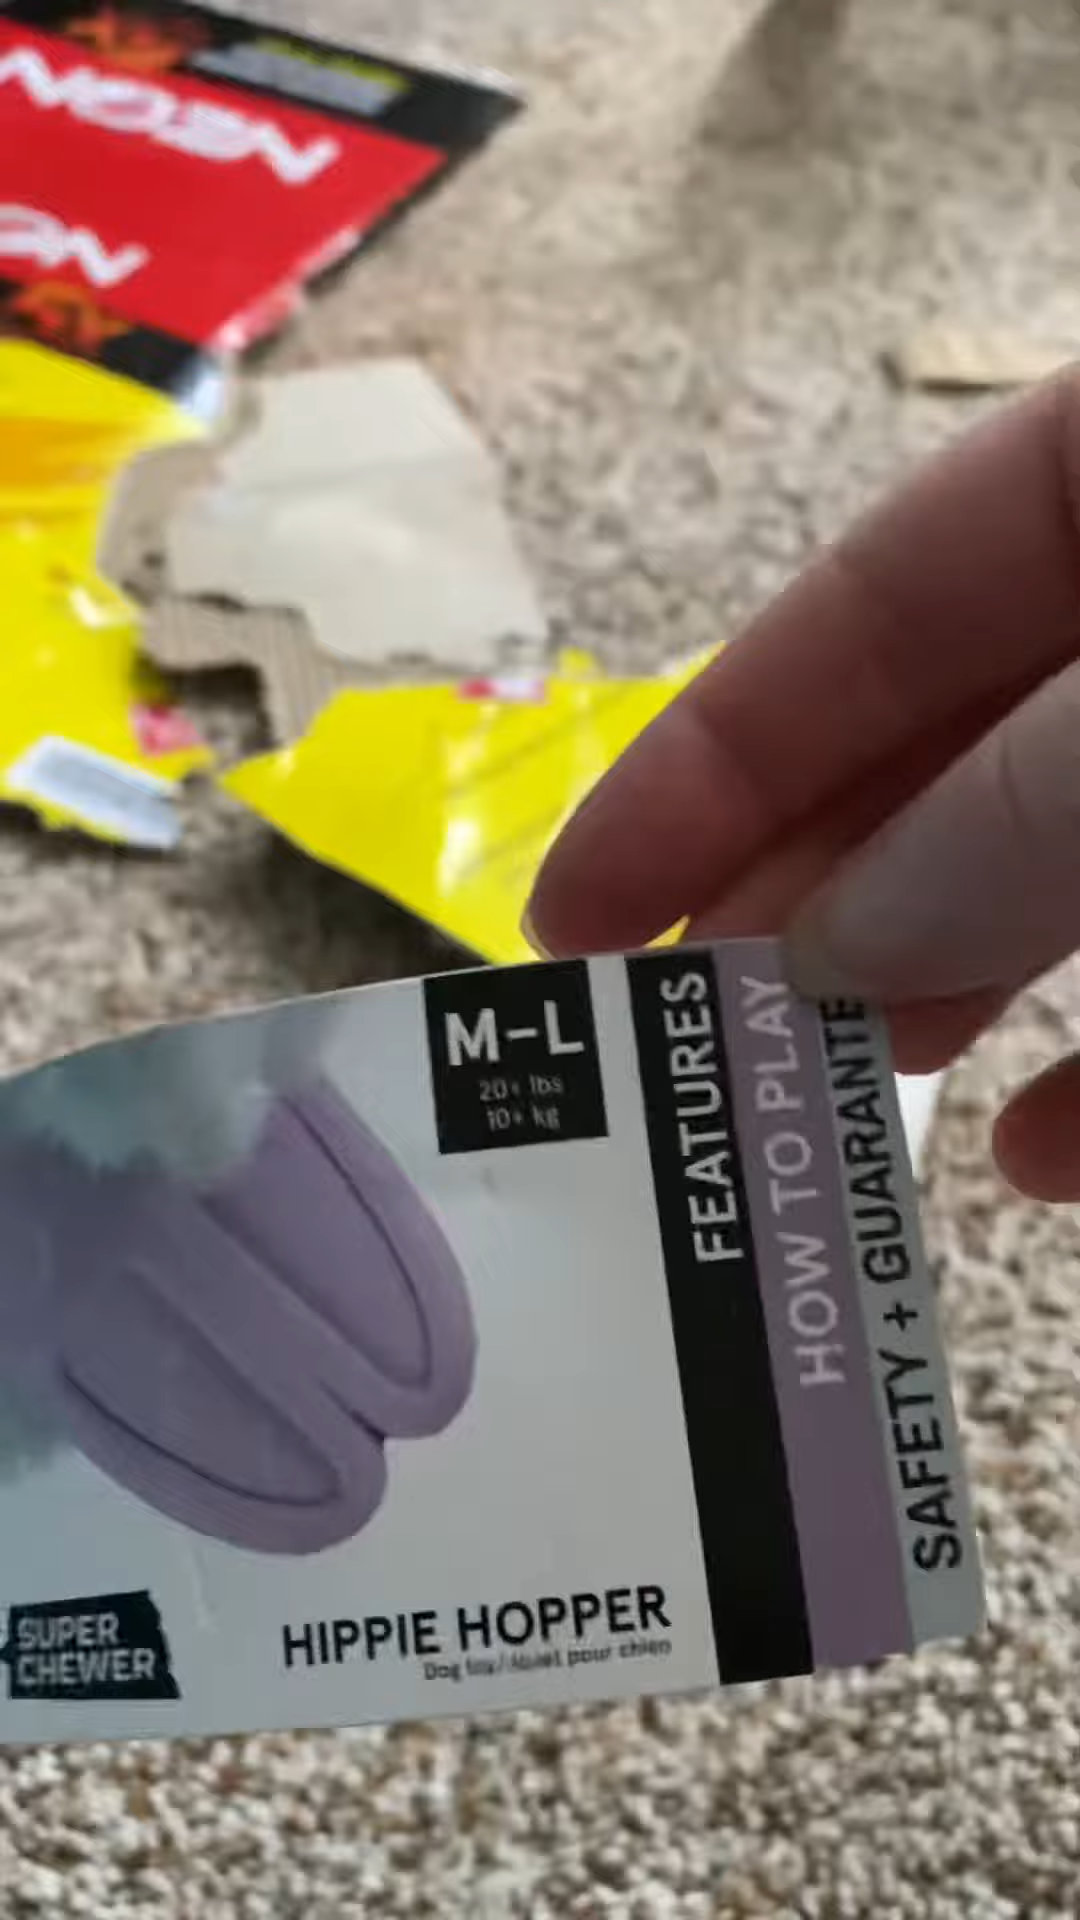 M-L
20+ lbs
10+ kg
FEATURES
HOW TO PLAY
SAFETY + GUARANTE
SUPER
CHEWER
HIPPIE HOPPER
Dog toy/Jouet pour chien